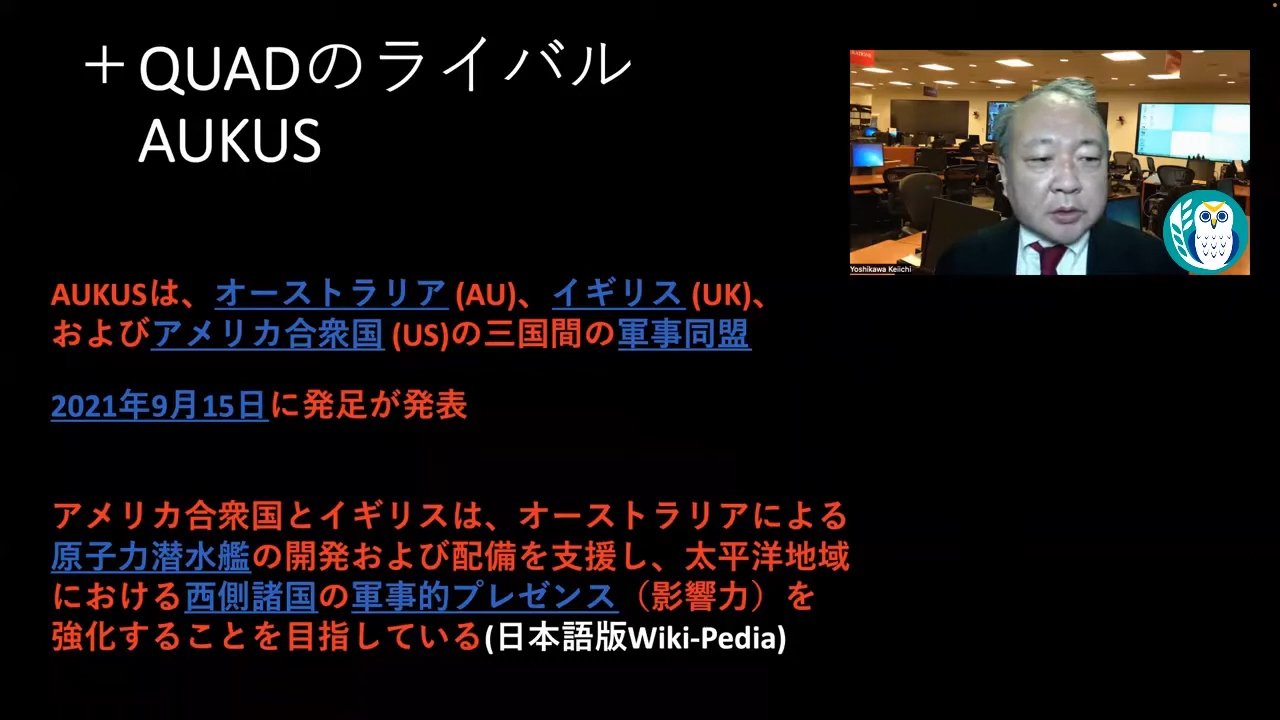 ＋QUADのライバル
AUKUS
AUKUSは、オーストラリア (AU)、イギリス (UK)、
およびアメリカ合衆国 (US)の三国間の軍事同盟
2021年9月15日に発足が発表
アメリカ合衆国とイギリスは、オーストラリアによる
原子力潜水艦の開発および配備を支援し、太平洋地域
における西側諸国の軍事的プレゼンス（影響力）を
強化することを目指している(日本語版Wiki-Pedia)
Yoshikawa Keiichi